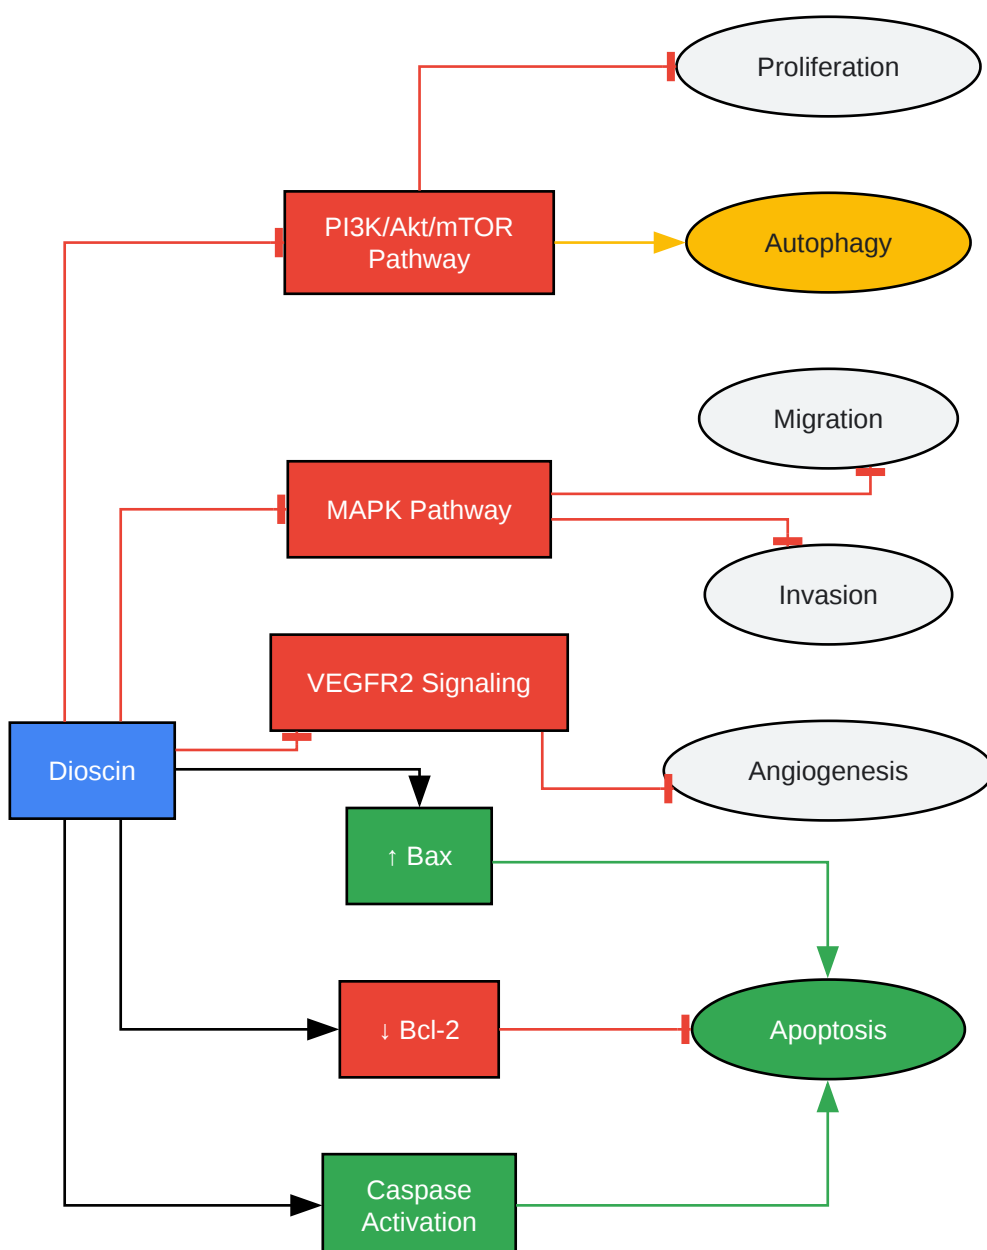 Proliferation
PI3K/Akt/mTOR
Pathway
Autophagy
Migration
MAPK Pathway
Invasion
VEGFR2 Signaling
Dioscin
Angiogenesis
↑ Bax
↓ Bcl-2
Apoptosis
Caspase
Activation